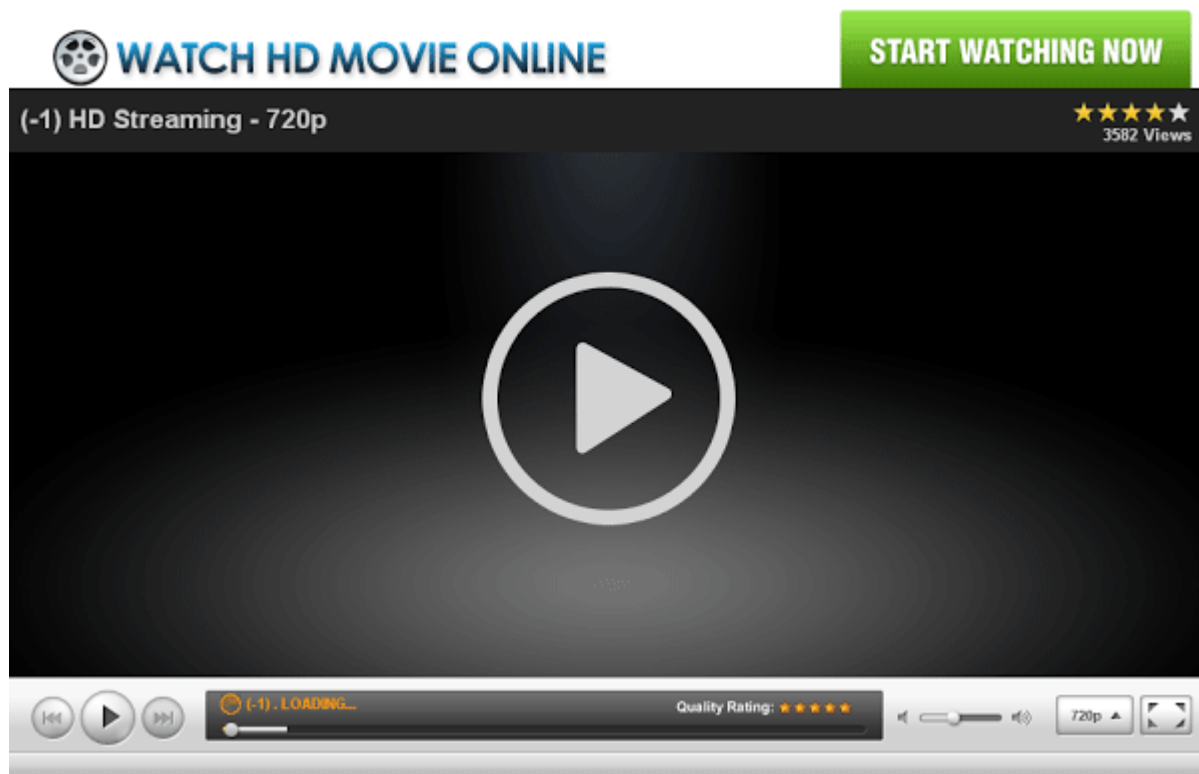 WATCH HD MOVIE ONLINE
START WATCHING NOW
(-1) HD Streaming - 720p
3582 Views
(-1) . LOADING...
Quality Rating:
720p